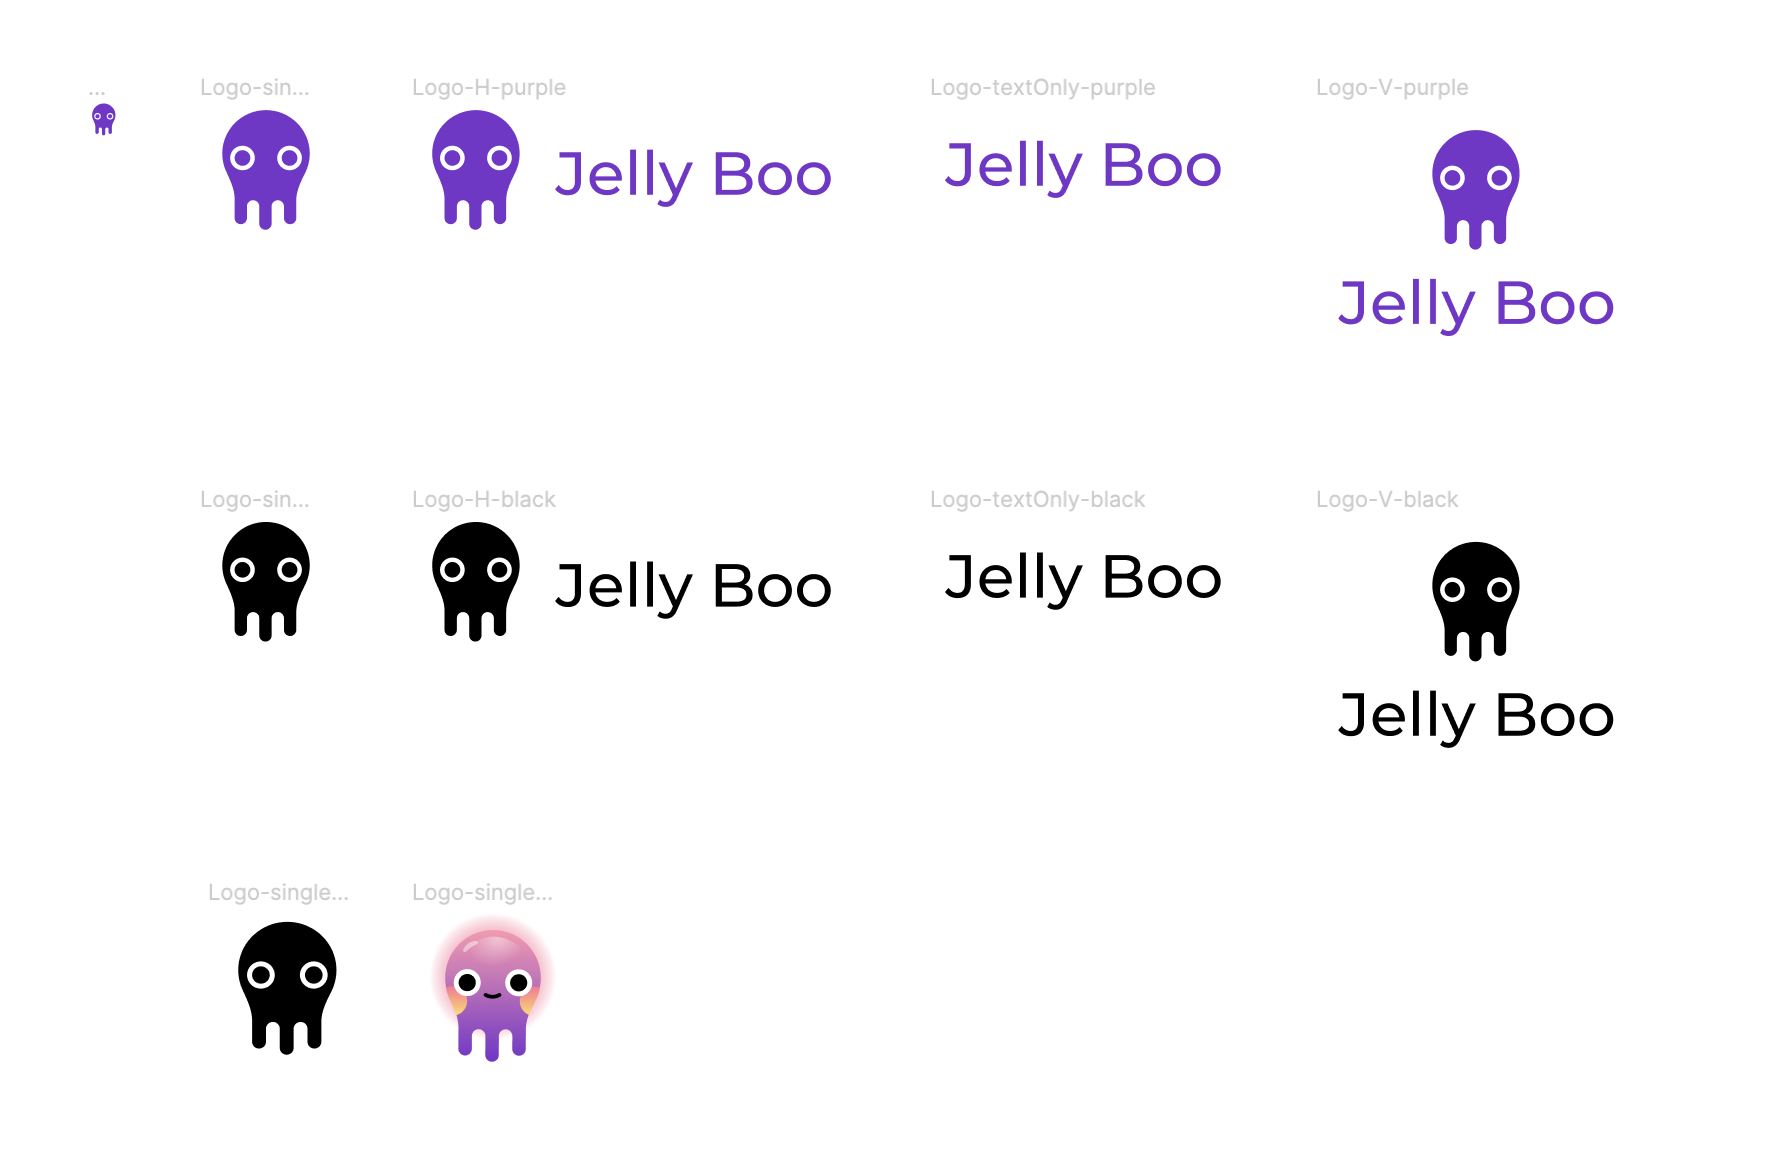 ...
Logo-sin...
Logo-H-purple
Logo-textOnly-purple
Logo-V-purple
Jelly Boo
Jelly Boo
Jelly Boo
Logo-sin...
Logo-H-black
Logo-textOnly-black
Logo-V-black
Jelly Boo
Jelly Boo
Jelly Boo
Logo-single...
Logo-single...